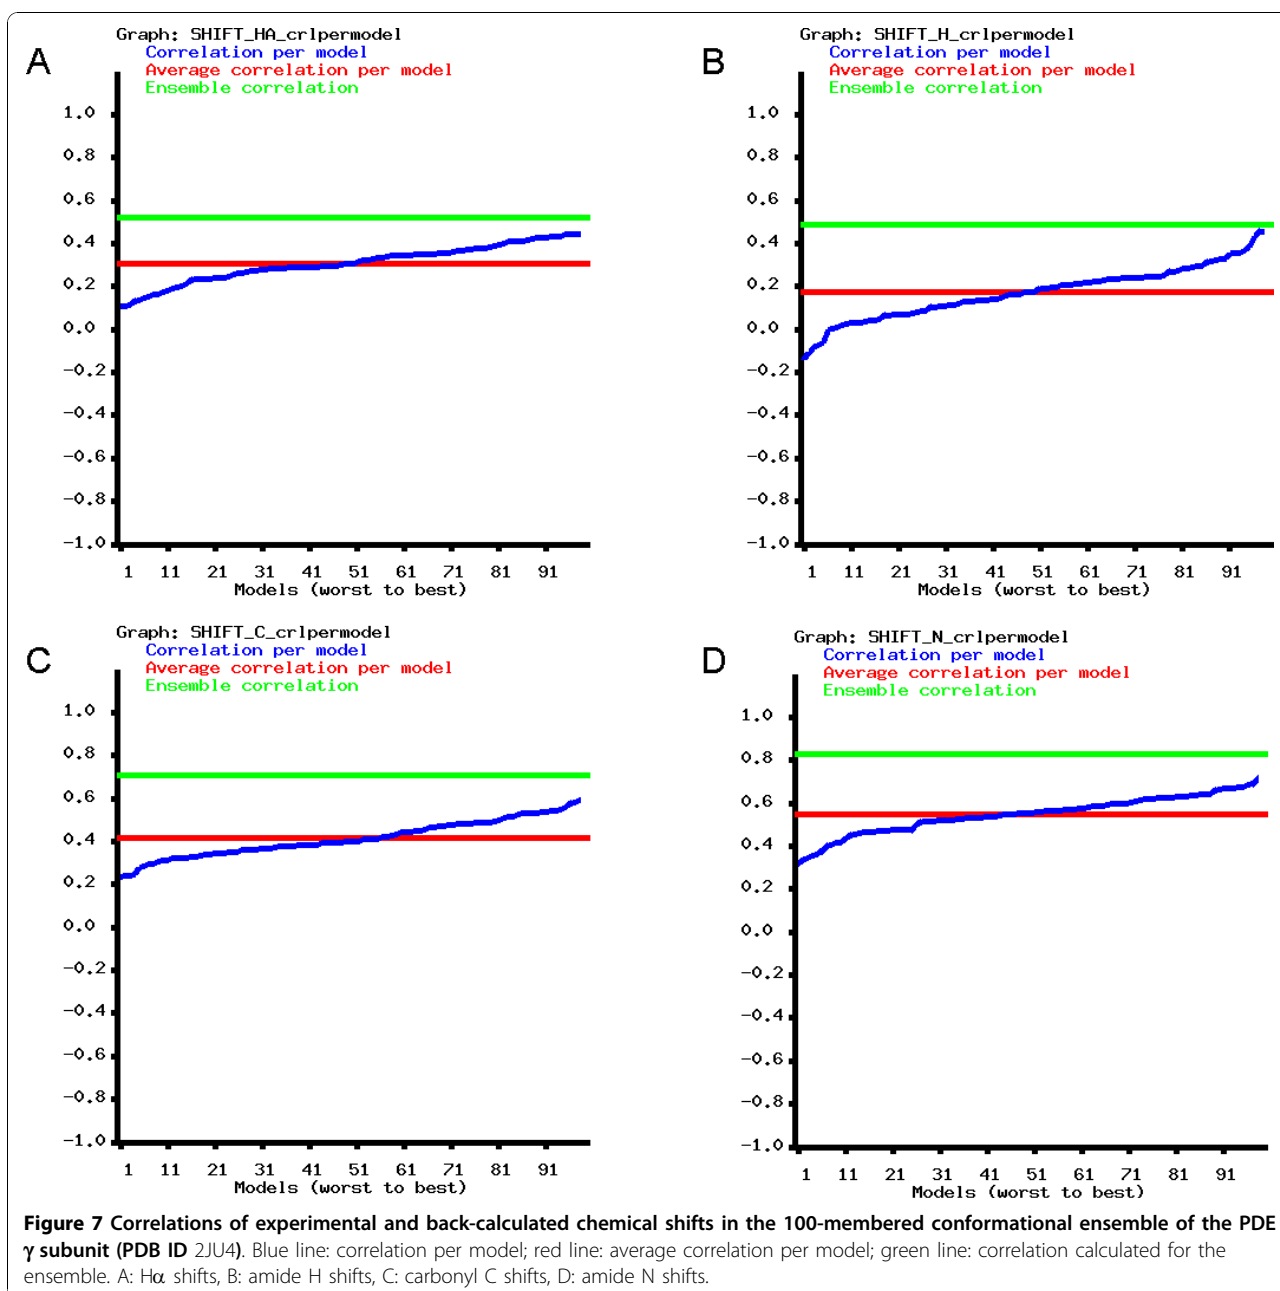 A
Graph: SHIFT_HA_crlpermodel
Correlation per model
Average correlation per model
Ensemble correlation
1.0
0.8
0.6
0.4
0.2
0.0
-0.2
-0.4
-0.6
-0.8
-1.0
1 11 21 31 41 51 61 71 81 91
Models (worst to best)
B
Graph: SHIFT_H_crlpermodel
Correlation per model
Average correlation per model
Ensemble correlation
1.0
0.8
0.6
0.4
0.2
0.0
-0.2
-0.4
-0.6
-0.8
-1.0
1 11 21 31 41 51 61 71 81 91
Models (worst to best)
C
Graph: SHIFT_C_crlpermodel
Correlation per model
Average correlation per model
Ensemble correlation
1.0
0.8
0.6
0.4
0.2
0.0
-0.2
-0.4
-0.6
-0.8
-1.0
1 11 21 31 41 51 61 71 81 91
Models (worst to best)
D
Graph: SHIFT_N_crlpermodel
Correlation per model
Average correlation per model
Ensemble correlation
1.0
0.8
0.6
0.4
0.2
0.0
-0.2
-0.4
-0.6
-0.8
-1.0
1 11 21 31 41 51 61 71 81 91
Models (worst to best)
Figure 7 Correlations of experimental and back-calculated chemical shifts in the 100-membered conformational ensemble of the PDE
γ subunit (PDB ID 2JU4). Blue line: correlation per model; red line: average correlation per model; green line: correlation calculated for the
ensemble. A: Hα shifts, B: amide H shifts, C: carbonyl C shifts, D: amide N shifts.